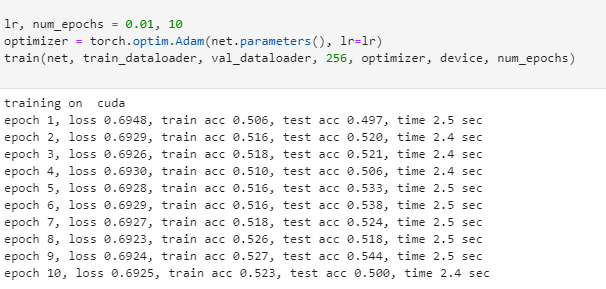 lr, num_epochs = 0.01, 10
optimizer = torch.optim.Adam(net.parameters(), lr=lr)
train(net, train_dataloader, val_dataloader, 256, optimizer, device, num_epochs)
training on  cuda
epoch 1, loss 0.6948, train acc 0.506, test acc 0.497, time 2.5 sec
epoch 2, loss 0.6929, train acc 0.516, test acc 0.520, time 2.4 sec
epoch 3, loss 0.6926, train acc 0.518, test acc 0.521, time 2.4 sec
epoch 4, loss 0.6930, train acc 0.510, test acc 0.506, time 2.4 sec
epoch 5, loss 0.6928, train acc 0.516, test acc 0.533, time 2.5 sec
epoch 6, loss 0.6929, train acc 0.516, test acc 0.538, time 2.5 sec
epoch 7, loss 0.6927, train acc 0.518, test acc 0.524, time 2.5 sec
epoch 8, loss 0.6923, train acc 0.526, test acc 0.518, time 2.5 sec
epoch 9, loss 0.6924, train acc 0.527, test acc 0.544, time 2.5 sec
epoch 10, loss 0.6925, train acc 0.523, test acc 0.500, time 2.4 sec